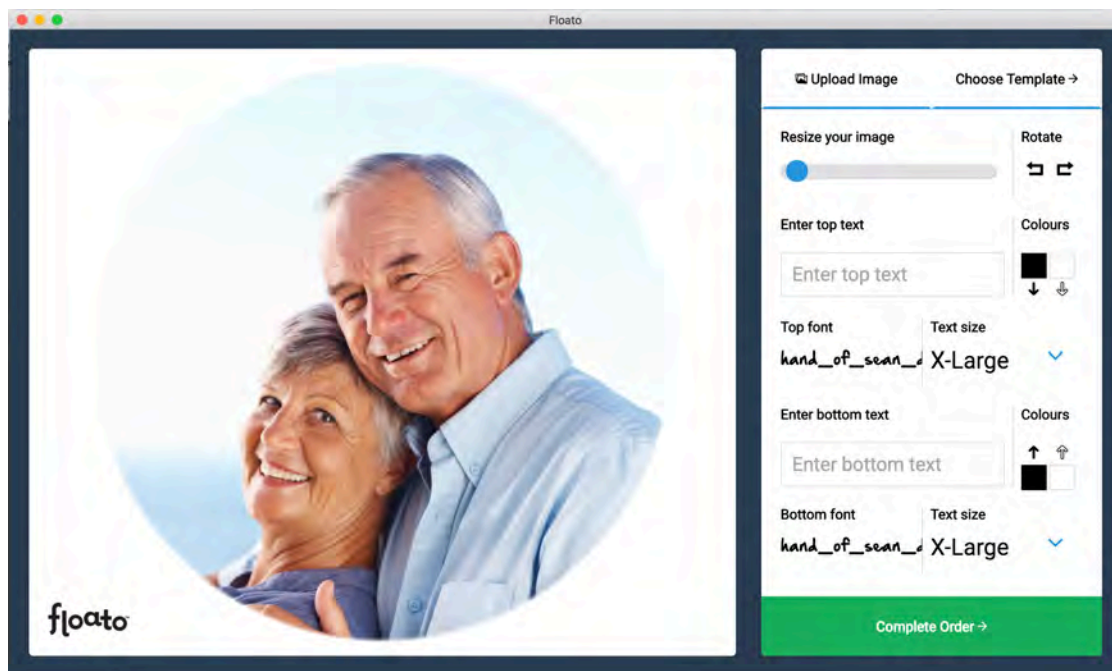 Floato
Upload Image
Choose Template →
Resize your image
Rotate
Enter top text
Colours
Enter top text
Top font
Text size
hand_of_sean_
X-Large
Enter bottom text
Colours
Enter bottom text
Bottom font
Text size
hand_of_sean_
X-Large
floato
Complete Order →